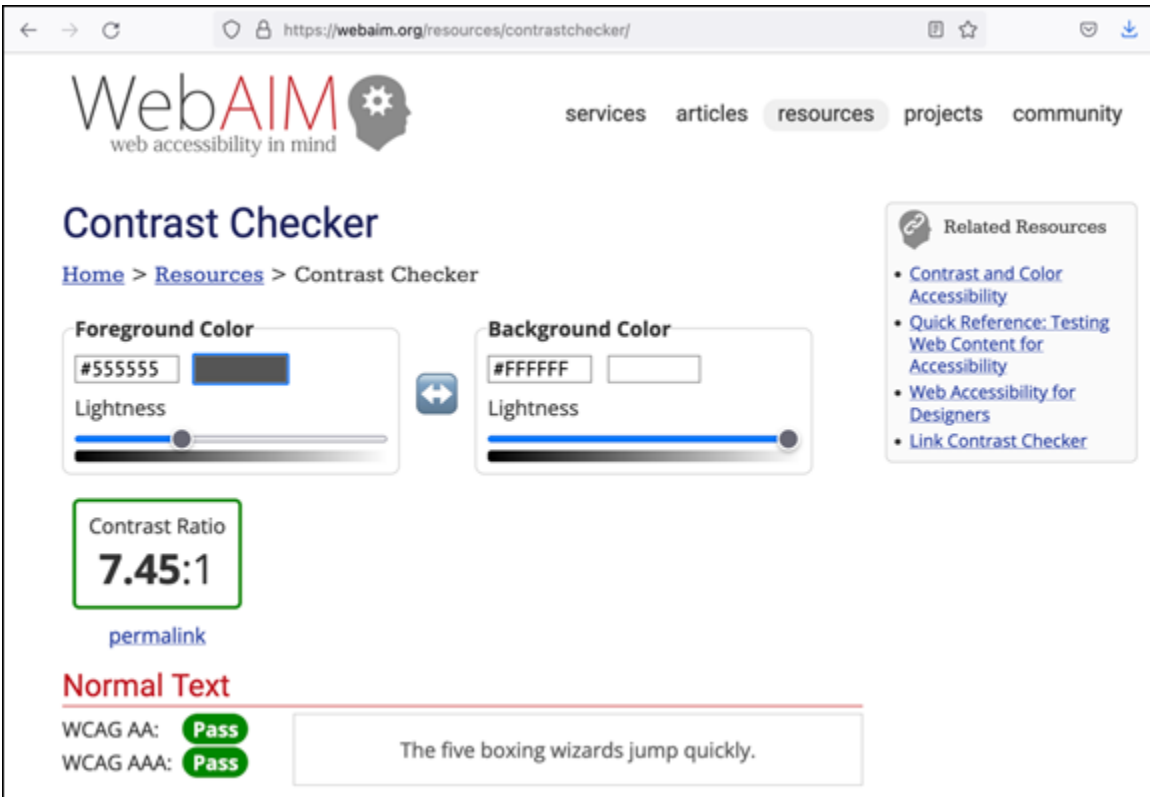 https://webaim.org/resources/contrastchecker/
WebAIM
web accessibility in mind
services articles resources projects community
Contrast Checker
Home > Resources > Contrast Checker
Foreground Color
#555555
Lightness
Background Color
#FFFFFF
Lightness
Contrast Ratio
7.45:1
permalink
Normal Text
WCAG AA: Pass
WCAG AAA: Pass
The five boxing wizards jump quickly.
Related Resources
• Contrast and Color
Accessibility
• Quick Reference: Testing
Web Content for
Accessibility
• Web Accessibility for
Designers
• Link Contrast Checker